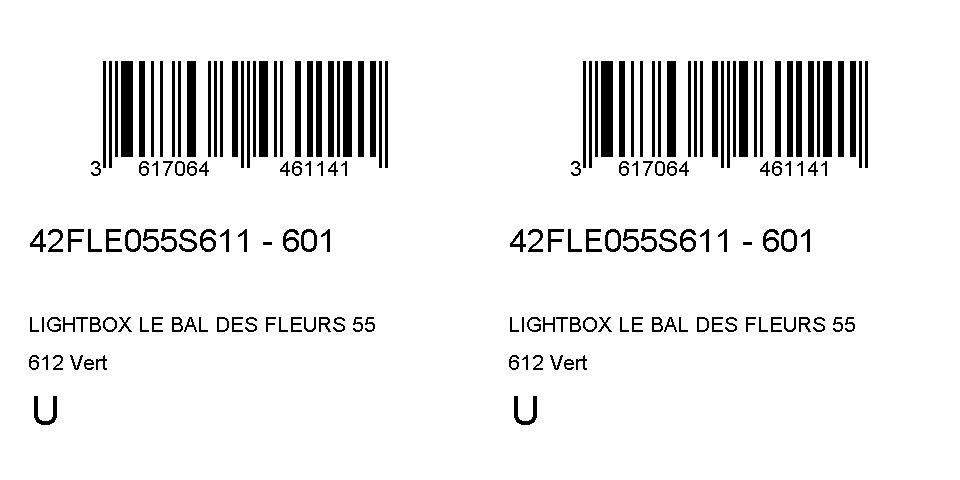 3 617064 461141
42FLE055S611 - 601
LIGHTBOX LE BAL DES FLEURS 55
612 Vert
U
3 617064 461141
42FLE055S611 - 601
LIGHTBOX LE BAL DES FLEURS 55
612 Vert
U